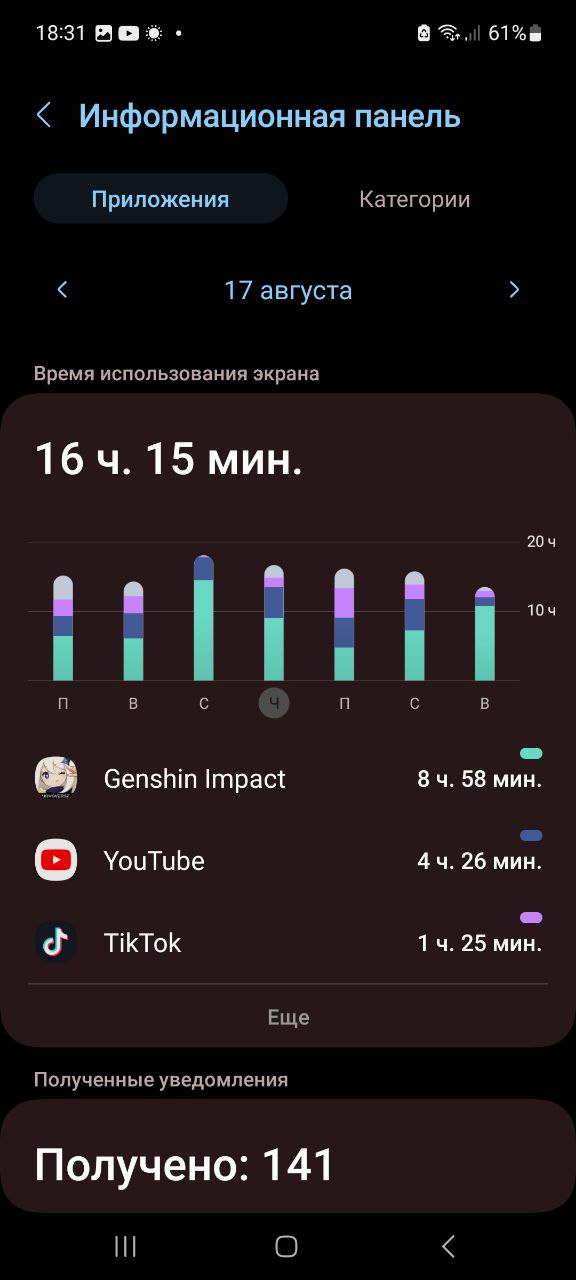 18:31 61%
Информационная панель
Приложения Категории
17 августа
Время использования экрана
16 ч. 15 мин.
20 ч
10 ч
П В С Ч П С В
Genshin Impact 8 ч. 58 мин.
YouTube 4 ч. 26 мин.
TikTok 1 ч. 25 мин.
Еще
Полученные уведомления
Получено: 141